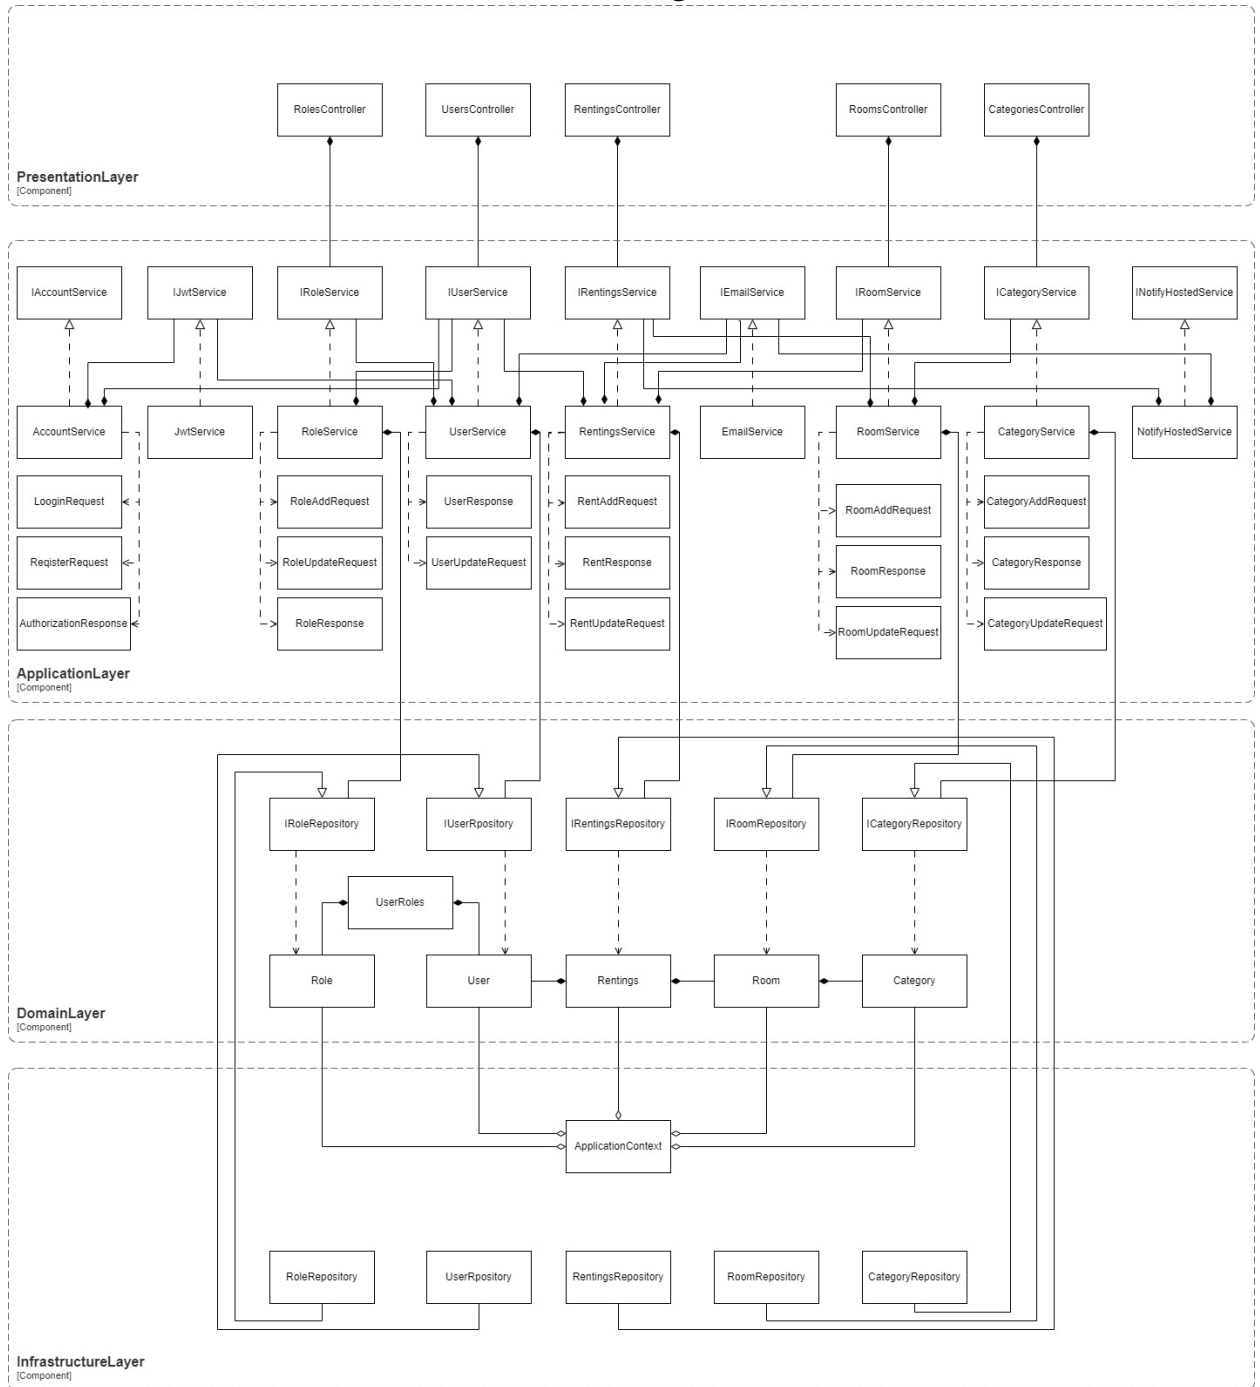 RolesController
UsersController
RentingsController
RoomsController
CategoriesController
PresentationLayer
[Component]
IAccountService
IJwtService
IRoleService
IUserService
IRentingsService
IEmailService
IRoomService
ICategoryService
INotifyHostedService
AccountService
JwtService
RoleService
UserService
RentingsService
EmailService
RoomService
CategoryService
NotifyHostedService
LooginRequest
RoleAddRequest
UserResponse
RentAddRequest
RoomAddRequest
CategoryAddRequest
ReqisterRequest
RoleUpdateRequest
UserUpdateRequest
RentResponse
RoomResponse
CategoryResponse
AuthorizationResponse
RoleResponse
RentUpdateRequest
RoomUpdateRequest
CategoryUpdateRequest
ApplicationLayer
[Component]
IRoleRepository
IUserRpository
IRentingsRepository
IRoomRepository
ICategoryRepository
UserRoles
Role
User
Rentings
Room
Category
DomainLayer
[Component]
ApplicationContext
RoleRepository
UserRpository
RentingsRepository
RoomRepository
CategoryRepository
InfrastructureLayer
[Component]